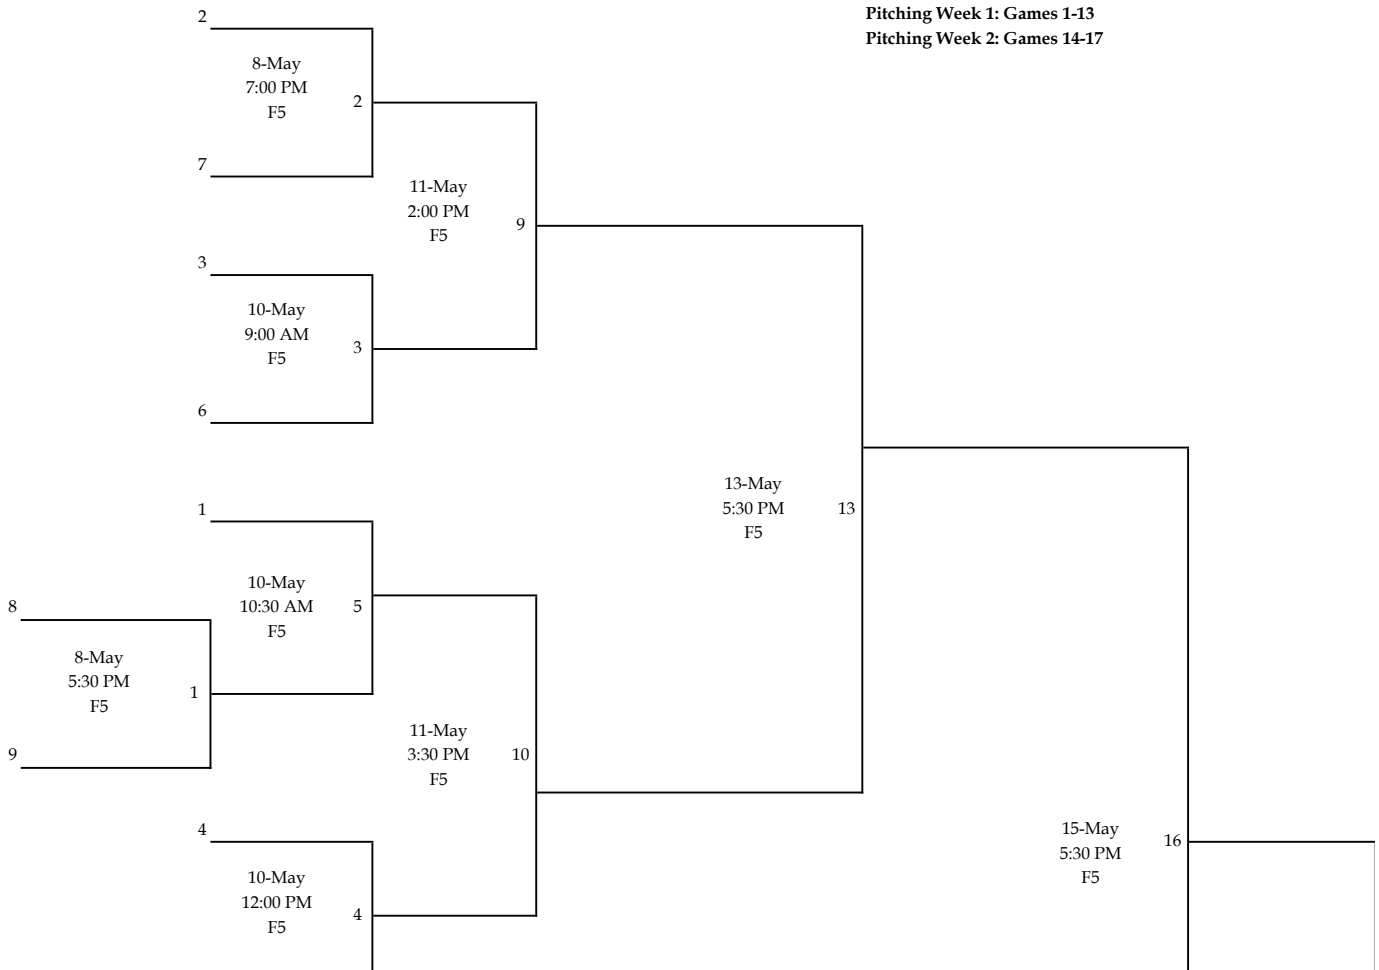 Pitching Week 1: Games 1-13
Pitching Week 2: Games 14-17
2
8-May
7:00 PM
F5
2
7
11-May
2:00 PM
F5
9
3
10-May
9:00 AM
F5
3
6
13-May
5:30 PM
F5
13
1
10-May
10:30 AM
F5
5
8
8-May
5:30 PM
F5
1
9
11-May
3:30 PM
F5
10
4
10-May
12:00 PM
F5
4
15-May
5:30 PM
F5
16